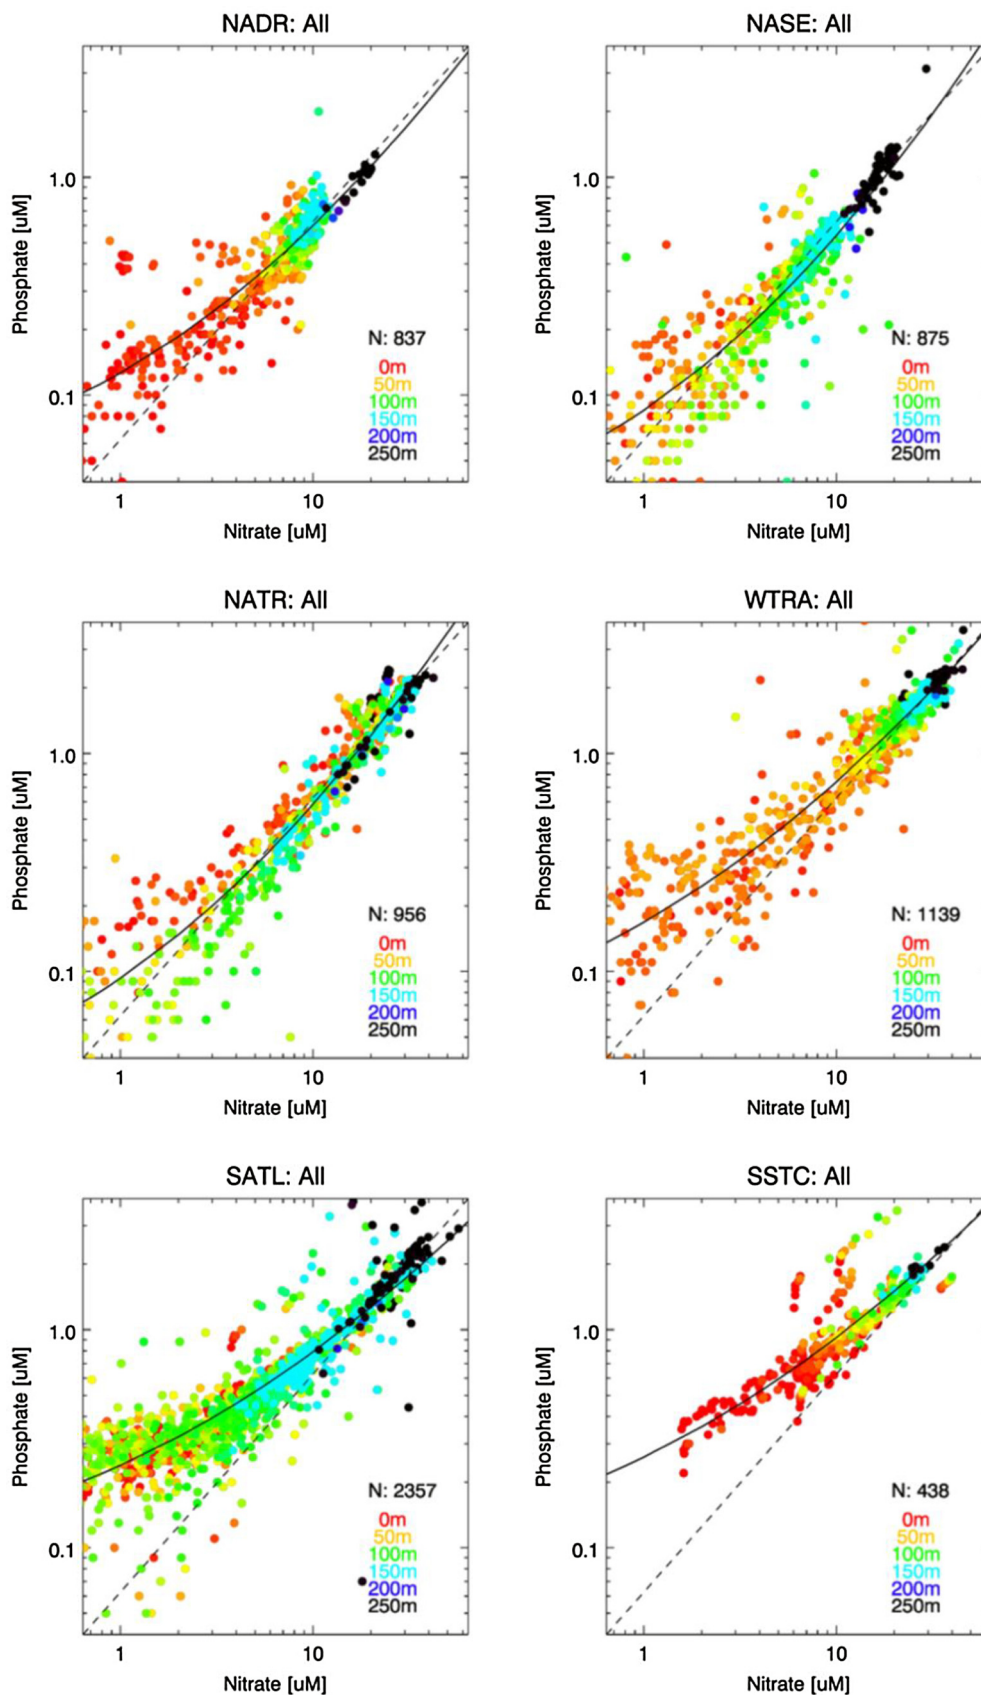 NADR: All
Phosphate [uM]
1.0
0.1
N: 837
0m
50m
100m
150m
200m
250m
1
10
Nitrate [uM]
NASE: All
Phosphate [uM]
1.0
0.1
N: 875
0m
50m
100m
150m
200m
250m
1
10
Nitrate [uM]
NATR: All
Phosphate [uM]
1.0
0.1
N: 956
0m
50m
100m
150m
200m
250m
1
10
Nitrate [uM]
WTRA: All
Phosphate [uM]
1.0
0.1
N: 1139
0m
50m
100m
150m
200m
250m
1
10
Nitrate [uM]
SATL: All
Phosphate [uM]
1.0
0.1
N: 2357
0m
50m
100m
150m
200m
250m
1
10
Nitrate [uM]
SSTC: All
Phosphate [uM]
1.0
0.1
N: 438
0m
50m
100m
150m
200m
250m
1
10
Nitrate [uM]